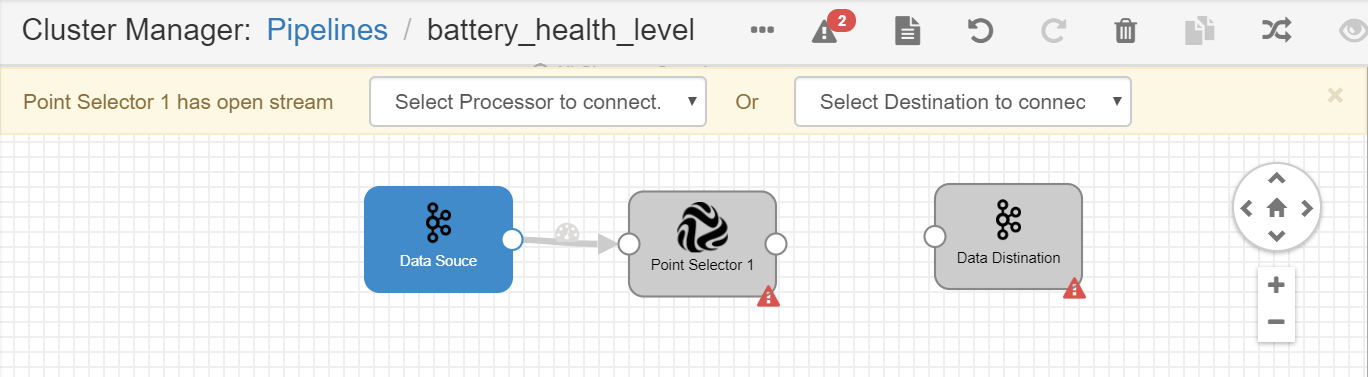 Cluster Manager: Pipelines / battery_health_level
2
Point Selector 1 has open stream
Select Processor to connect.
Or
Select Destination to connec
Data Souce
Point Selector 1
Data Distination